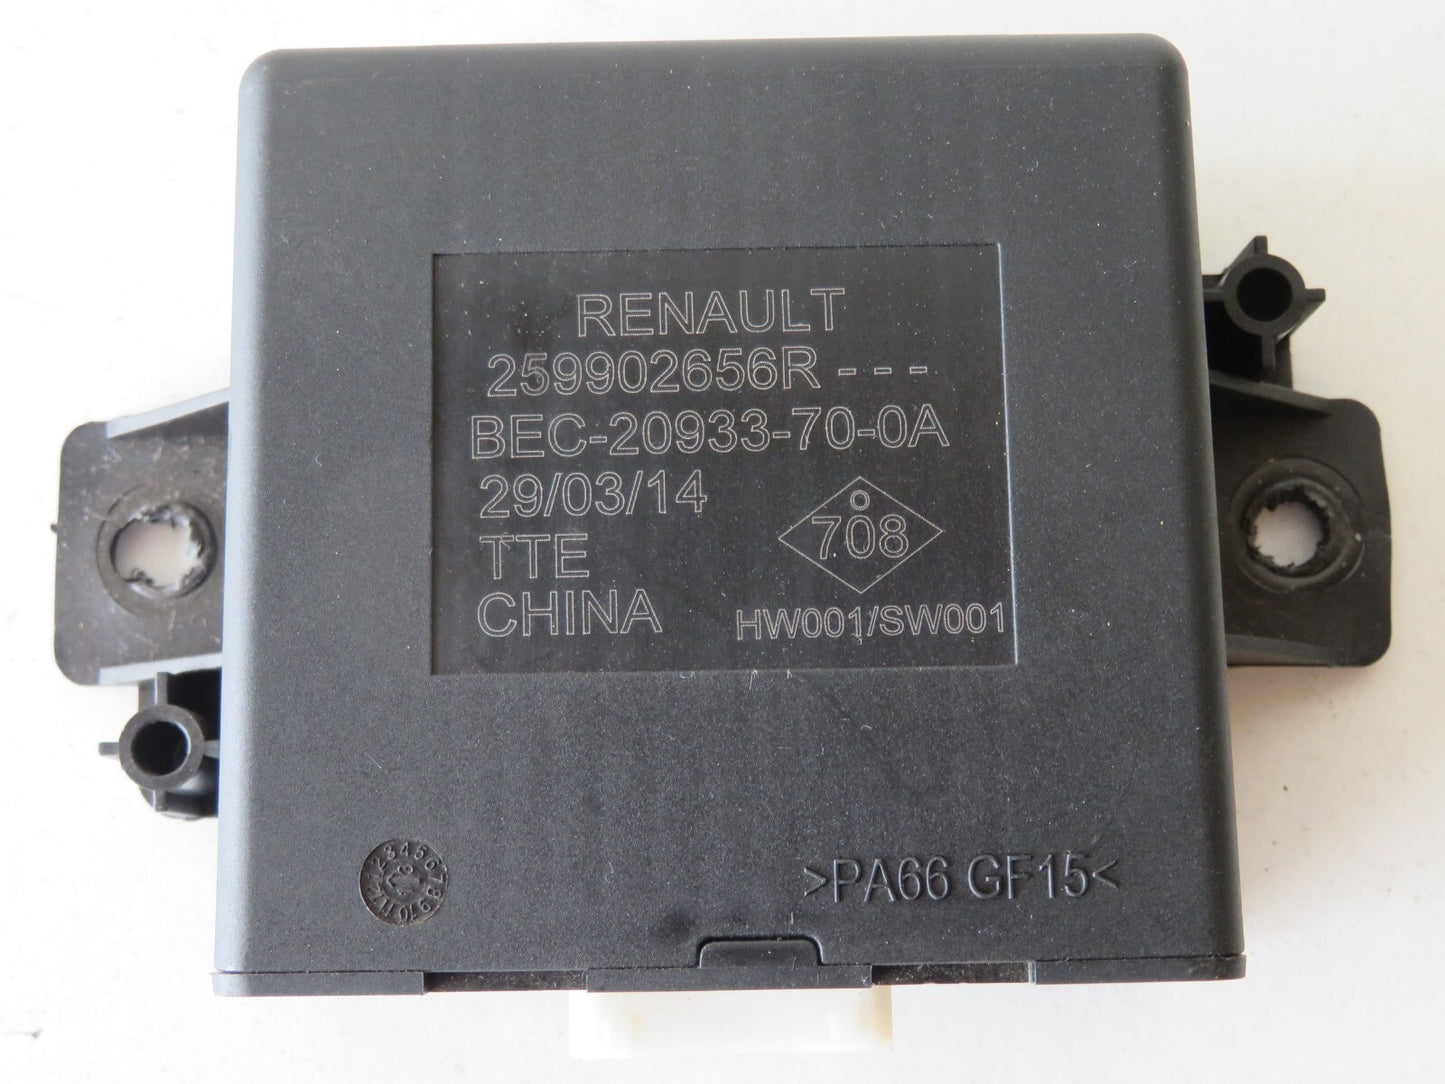 RENAULT
259902656R - - -
BEC-20933-70-0A
29/03/14
TTE
708
CHINA
HW001/SW001
>PA66 GF15<